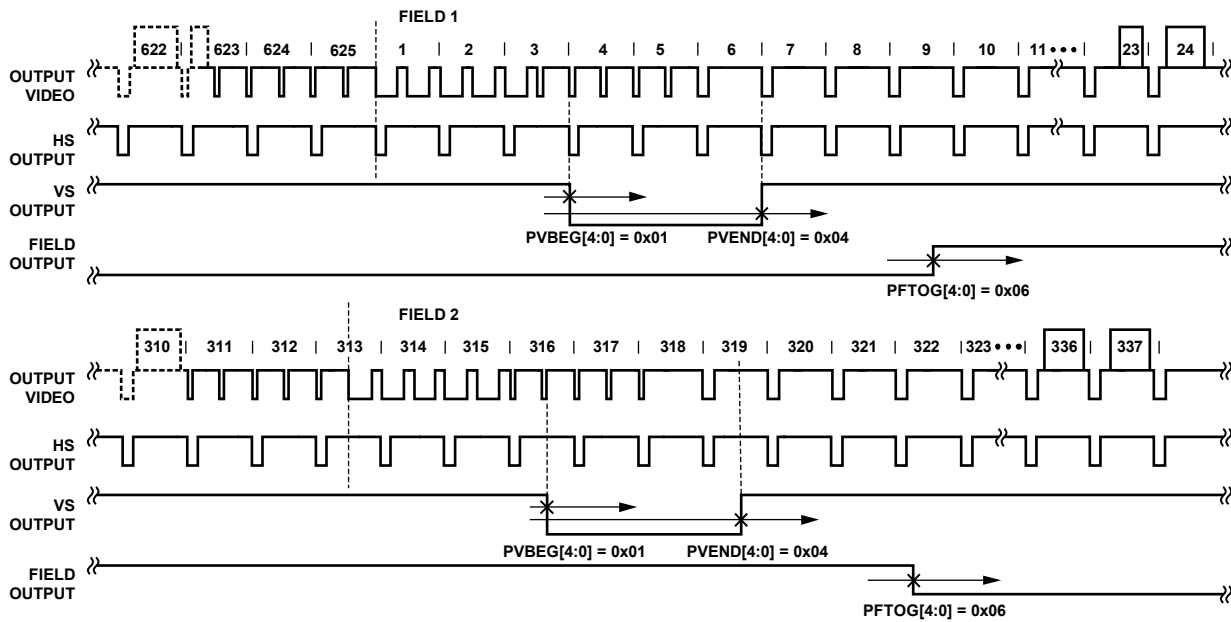 FIELD 1
622 | 623 | 624 | 625 | 1 | 2 | 3 | 4 | 5 | 6 | 7 | 8 | 9 | 10 | 11 ••• | 23 | 24 |
OUTPUT
VIDEO
HS
OUTPUT
VS
OUTPUT
PVBEG[4:0] = 0x01 PVEND[4:0] = 0x04
FIELD
OUTPUT
PFTOG[4:0] = 0x06
FIELD 2
310 | 311 | 312 | 313 | 314 | 315 | 316 | 317 | 318 | 319 | 320 | 321 | 322 | 323 ••• | 336 | 337 |
OUTPUT
VIDEO
HS
OUTPUT
VS
OUTPUT
PVBEG[4:0] = 0x01 PVEND[4:0] = 0x04
FIELD
OUTPUT
PFTOG[4:0] = 0x06